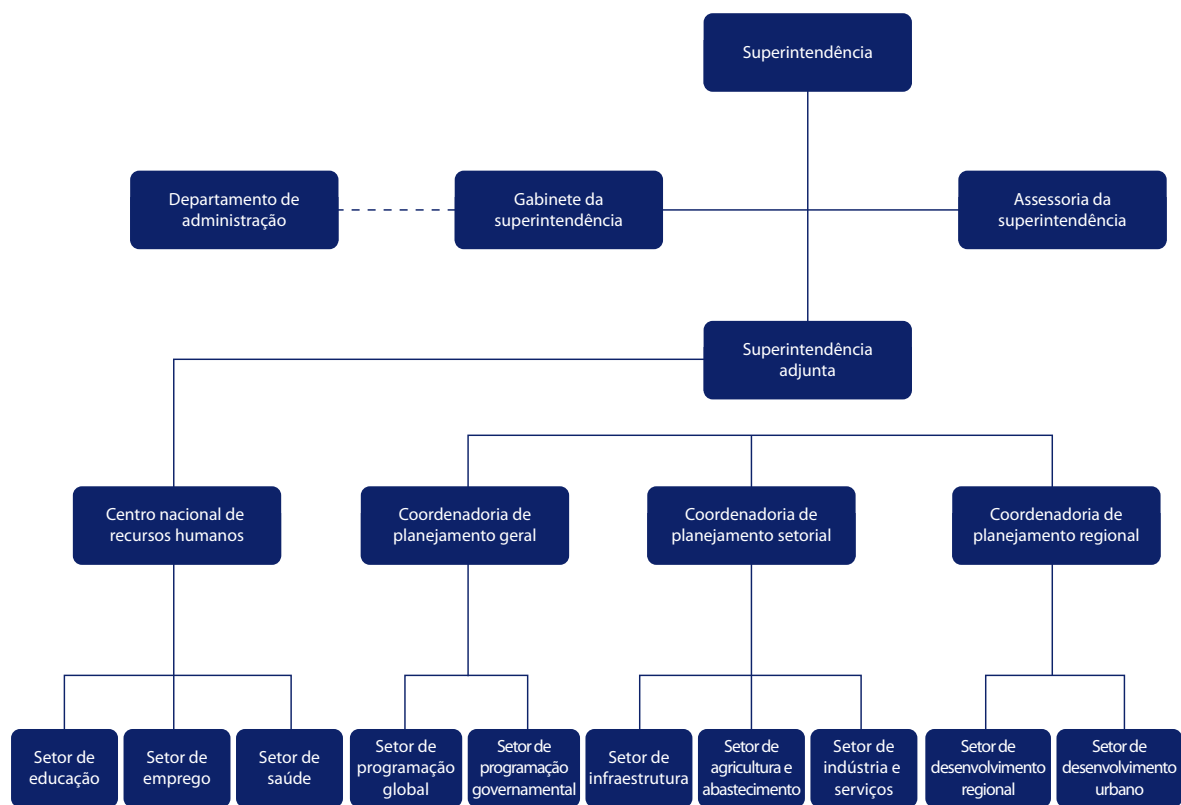 Superintendência
Departamento de
administração
Gabinete da
superintendência
Assessoria da
superintendência
Superintendência
adjunta
Centro nacional de
recursos humanos
Coordenadoria de
planejamento geral
Coordenadoria de
planejamento setorial
Coordenadoria de
planejamento regional
Setor de
educação
Setor de
emprego
Setor de
saúde
Setor de
programação
global
Setor de
programação
governamental
Setor de
infraestrutura
Setor de
agricultura e
abastecimento
Setor de
indústria e
serviços
Setor de
desenvolvimento
regional
Setor de
desenvolvimento
urbano